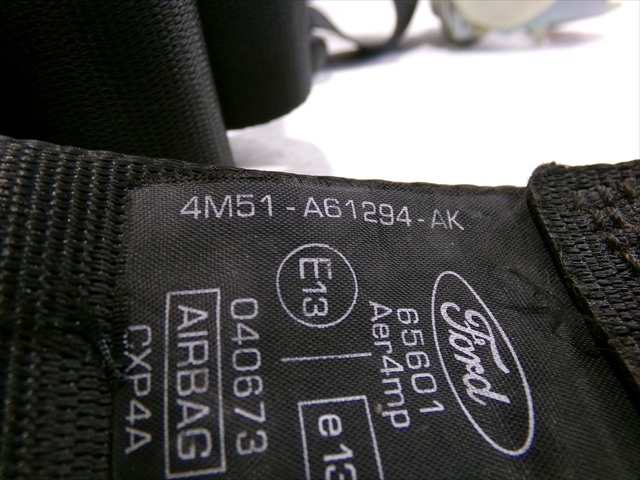 4M51-A61294-AK
Ford
65601
Aer4mp
E13
e13
040673
AIRBAG
CXP4A